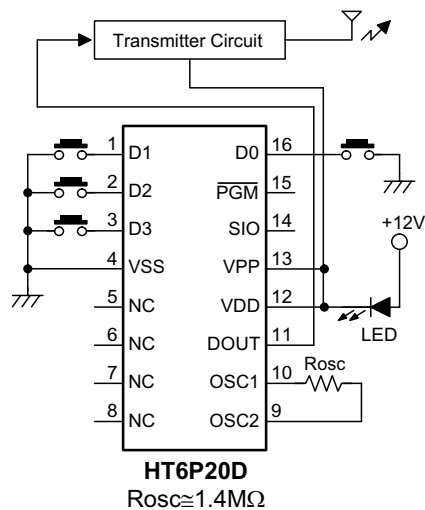 Transmitter Circuit
1 D1 D0 16
2 D2 PGM 15
3 D3 SIO 14
4 VSS VPP 13
5 NC VDD 12
6 NC DOUT 11
7 NC OSC1 10
8 NC OSC2 9
+12V
LED
Rosc
HT6P20D
Rosc≅1.4MΩ